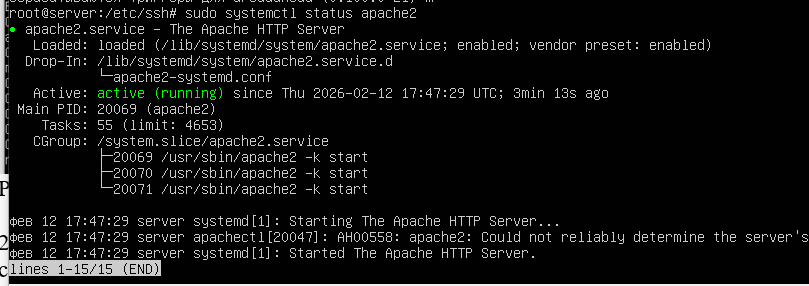 root@server:/etc/ssh# sudo systemctl status apache2
● apache2.service - The Apache HTTP Server
Loaded: loaded (/lib/systemd/system/apache2.service; enabled; vendor preset: enabled)
Drop-In: /lib/systemd/system/apache2.service.d
└─apache2-systemd.conf
Active: active (running) since Thu 2026-02-12 17:47:29 UTC; 3min 13s ago
Main PID: 20069 (apache2)
Tasks: 55 (limit: 4653)
CGroup: /system.slice/apache2.service
├─20069 /usr/sbin/apache2 -k start
├─20070 /usr/sbin/apache2 -k start
└─20071 /usr/sbin/apache2 -k start
фев 12 17:47:29 server systemd[1]: Starting The Apache HTTP Server...
фев 12 17:47:29 server apachectl[20047]: AH00558: apache2: Could not reliably determine the server's
фев 12 17:47:29 server systemd[1]: Started The Apache HTTP Server.
lines 1-15/15 (END)